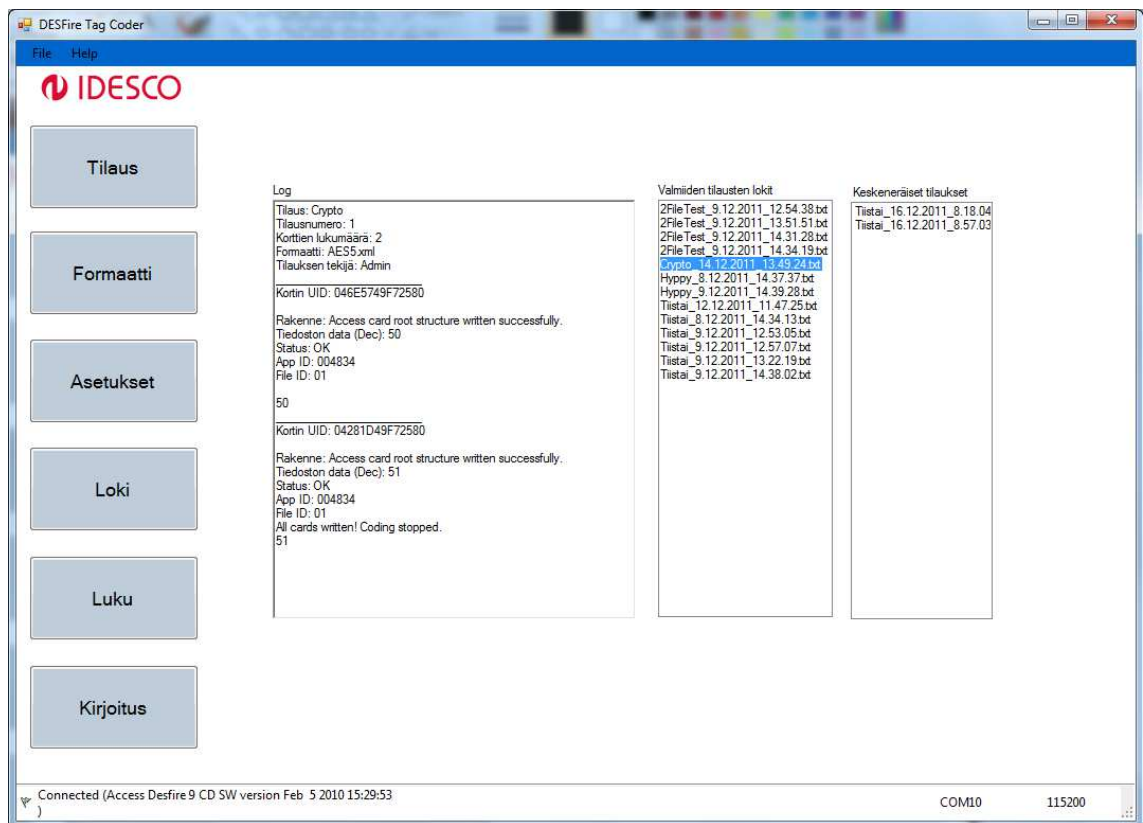 DESFire Tag Coder
File Help
IDESCO
Tilaus
Formaatti
Asetukset
Loki
Luku
Kirjoitus
Log
Tilaus: Crypto
Tilausnumero: 1
Korttien lukumäärä: 2
Formaatti: AES5.xml
Tilauksen tekijä: Admin
Kortin UID: 046E5749F72580
Rakenne: Access card root structure written successfully.
Tiedoston data (Dec): 50
Status: OK
App ID: 004834
File ID: 01
50
Kortin UID: 04281D49F72580
Rakenne: Access card root structure written successfully.
Tiedoston data (Dec): 51
Status: OK
App ID: 004834
File ID: 01
All cards written! Coding stopped.
51
Valmiiden tilausten lokit
2FileTest_9.12.2011_12.54.38.txt
2FileTest_9.12.2011_13.51.51.txt
2FileTest_9.12.2011_14.31.28.txt
2FileTest_9.12.2011_14.34.19.txt
Crypto_14.12.2011_13.49.24.txt
Hyppy_8.12.2011_14.37.37.txt
Hyppy_9.12.2011_14.39.28.txt
Tiistai_12.12.2011_11.47.25.txt
Tiistai_8.12.2011_14.34.13.txt
Tiistai_9.12.2011_12.53.05.txt
Tiistai_9.12.2011_12.57.07.txt
Tiistai_9.12.2011_13.22.19.txt
Tiistai_9.12.2011_14.38.02.txt
Keskeneräiset tilaukset
Tiistai_16.12.2011_8.18.04
Tiistai_16.12.2011_8.57.03
Connected (Access Desfire 9 CD SW version Feb 5 2010 15:29:53
)
COM10 115200